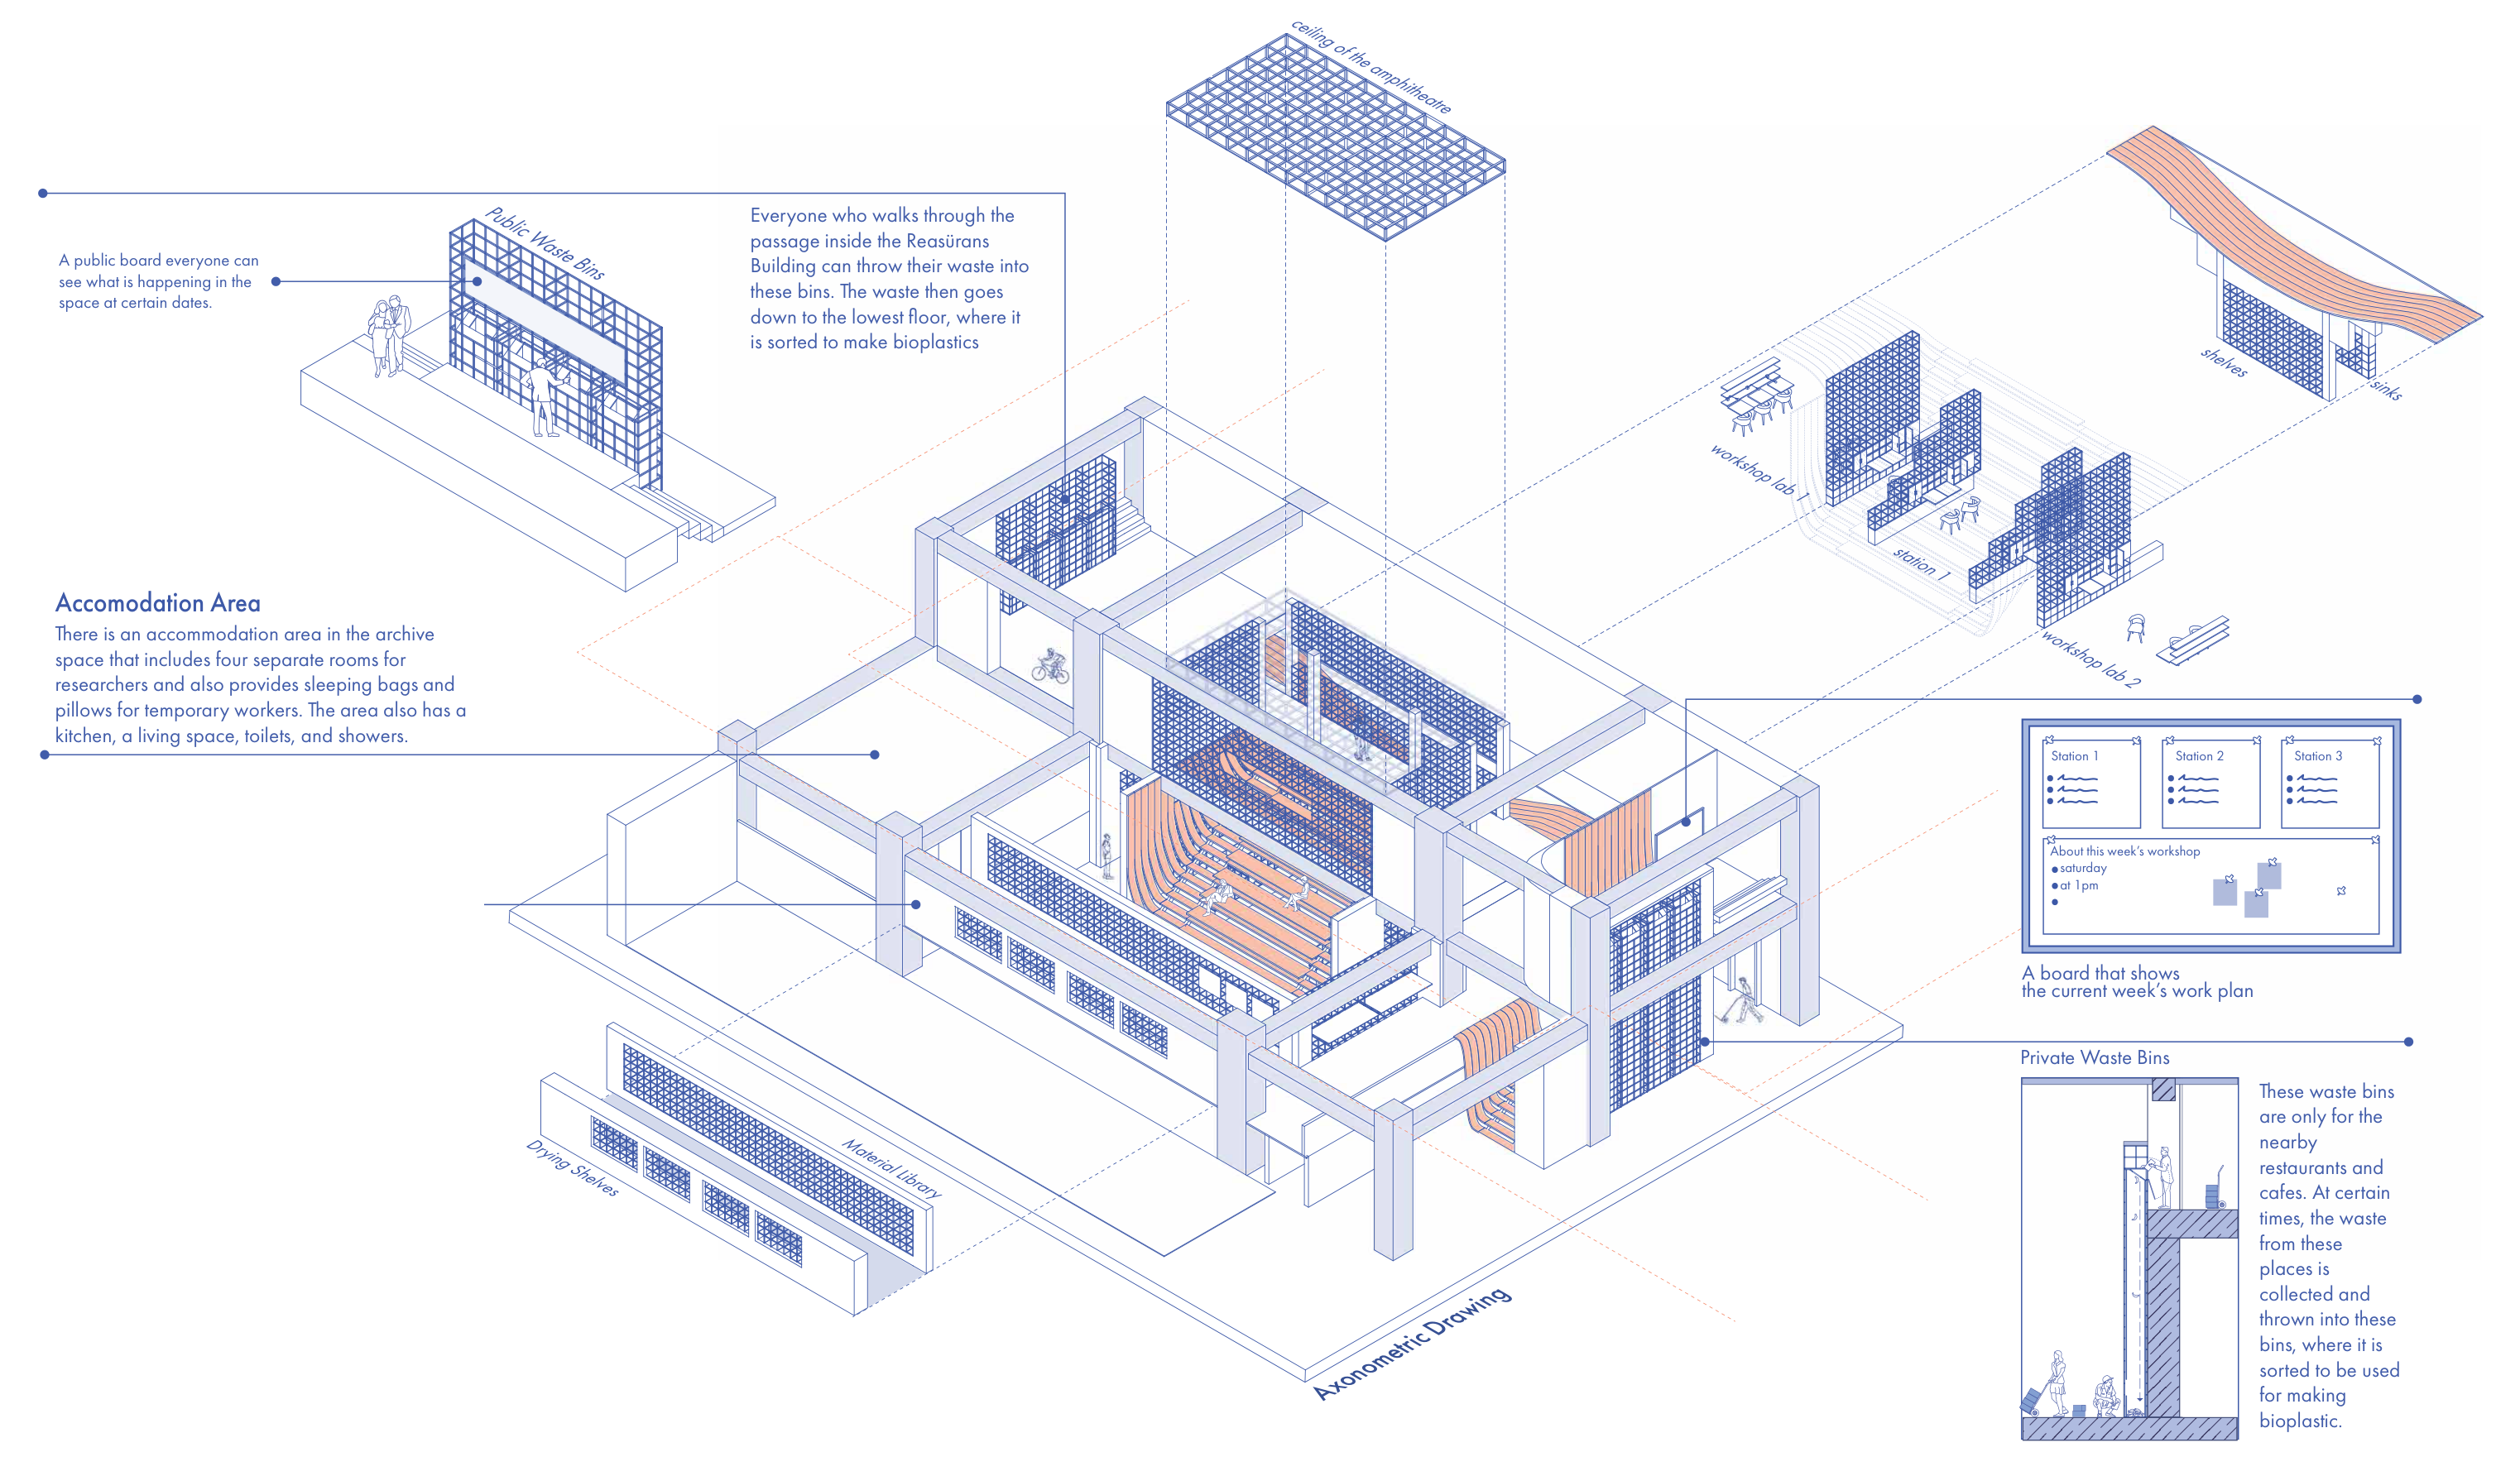 ceiling of the amphitheatre
Public Waste Bins
A public board everyone can
see what is happening in the
space at certain dates.
Everyone who walks through the
passage inside the Reasürans
Building can throw their waste into
these bins. The waste then goes
down to the lowest floor, where it
is sorted to make bioplastics
shelves
sinks
workshop lab 1
station 1
workshop lab 2
Accomodation Area
There is an accommodation area in the archive
space that includes four separate rooms for
researchers and also provides sleeping bags and
pillows for temporary workers. The area also has a
kitchen, a living space, toilets, and showers.
Station 1
Station 2
Station 3
About this week's workshop
saturday
at 1pm
A board that shows
the current week's work plan
Material Library
Drying Shelves
Private Waste Bins
These waste bins
are only for the
nearby
restaurants and
cafes. At certain
times, the waste
from these
places is
collected and
thrown into these
bins, where it is
sorted to be used
for making
bioplastic.
Axonometric Drawing